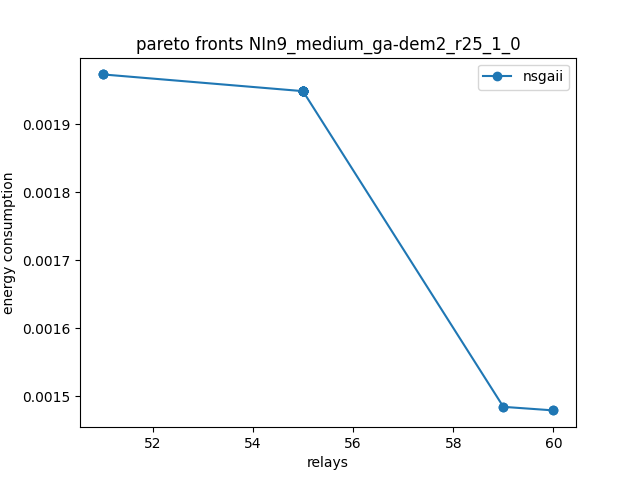 pareto fronts NIn9_medium_ga-dem2_r25_1_0
nsgaii
0.0019
0.0018
0.0017
0.0016
0.0015
energy consumption
52
54
56
58
60
relays